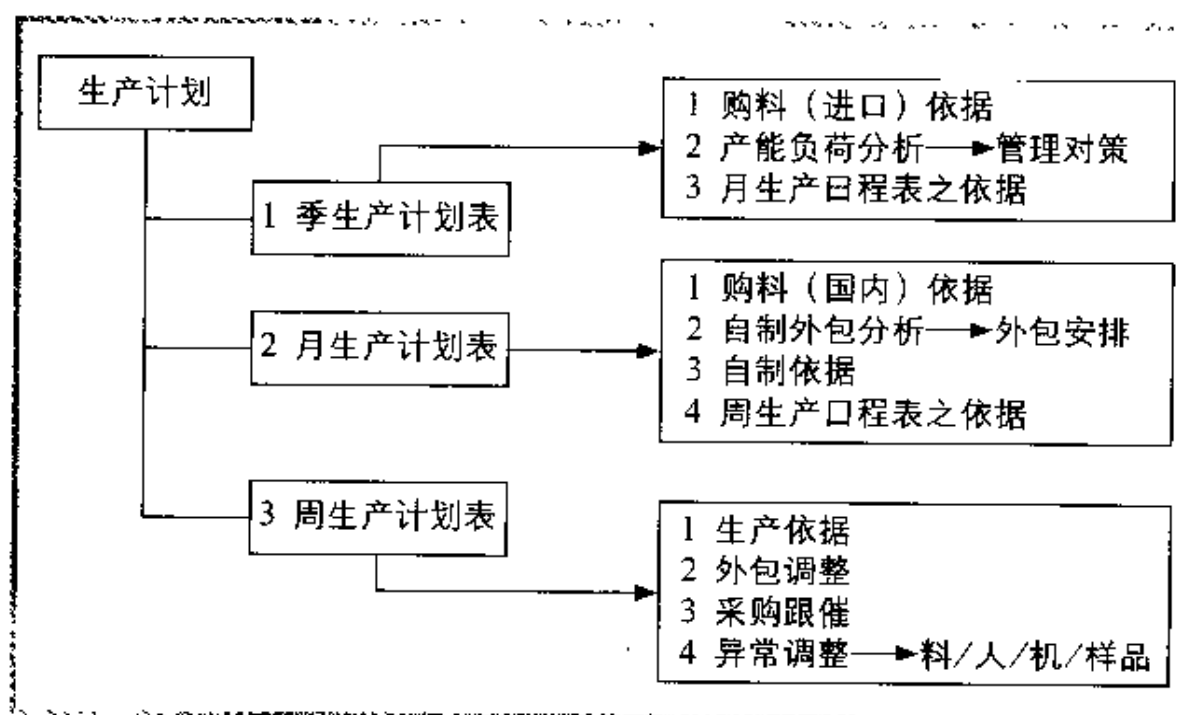 生产计划
1 购料（进口）依据
2 产能负荷分析→管理对策
3 月生产日程表之依据
1 季生产计划表
1 购料（国内）依据
2 自制外包分析→外包安排
3 自制依据
4 周生产口程表之依据
2 月生产计划表
3 周生产计划表
1 生产依据
2 外包调整
3 采购跟催
4 异常调整→料/人/机/样品